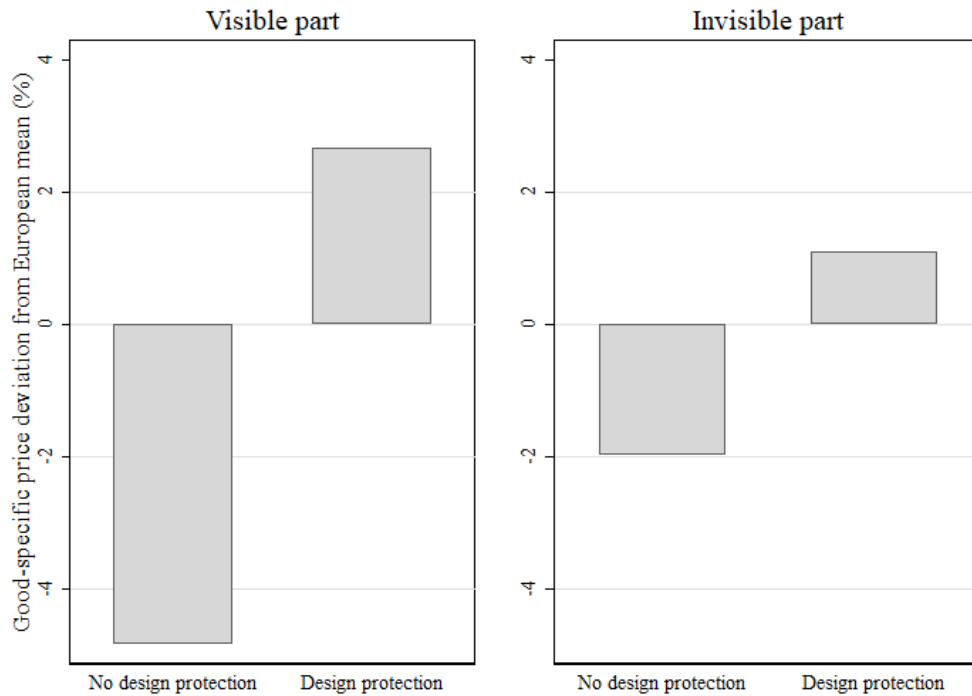 Visible part
Invisible part
Good-specific price deviation from European mean (%)
4
2
0
-2
-4
No design protection
Design protection
4
2
0
-2
-4
No design protection
Design protection